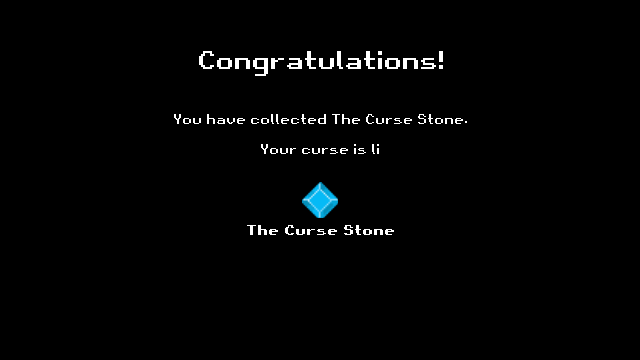 Congratulations!
You have collected The Curse Stone.
Your curse is li
The Curse Stone